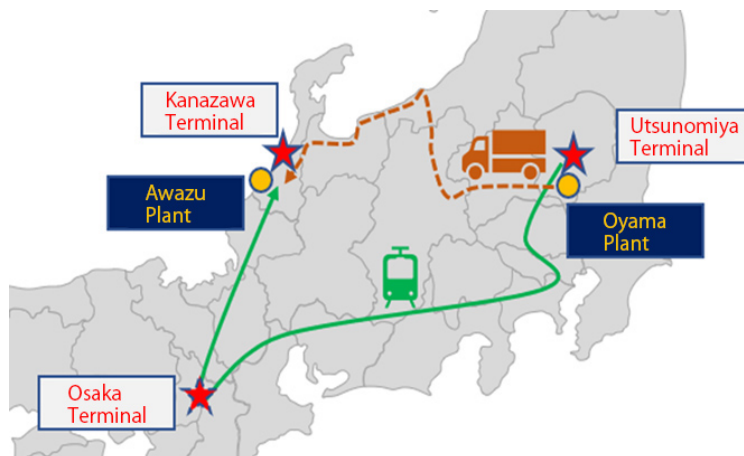 Kanazawa
Terminal
Utsunomiya
Terminal
Awazu
Plant
Oyama
Plant
Osaka
Terminal